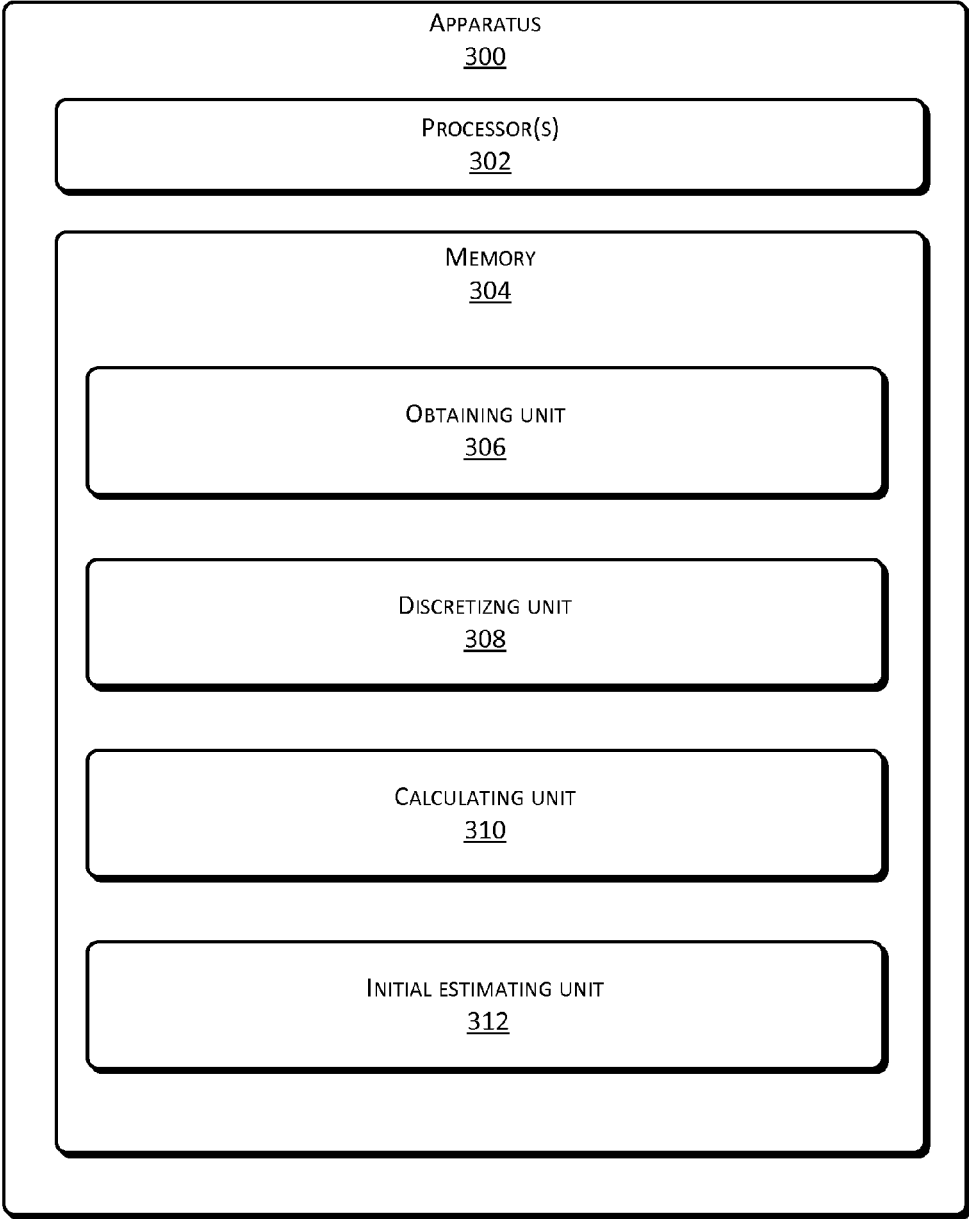 APPARATUS
300
PROCESSOR(S)
302
MEMORY
304
OBTAINING UNIT
306
DISCRETIZNG UNIT
308
CALCULATING UNIT
310
INITIAL ESTIMATING UNIT
312